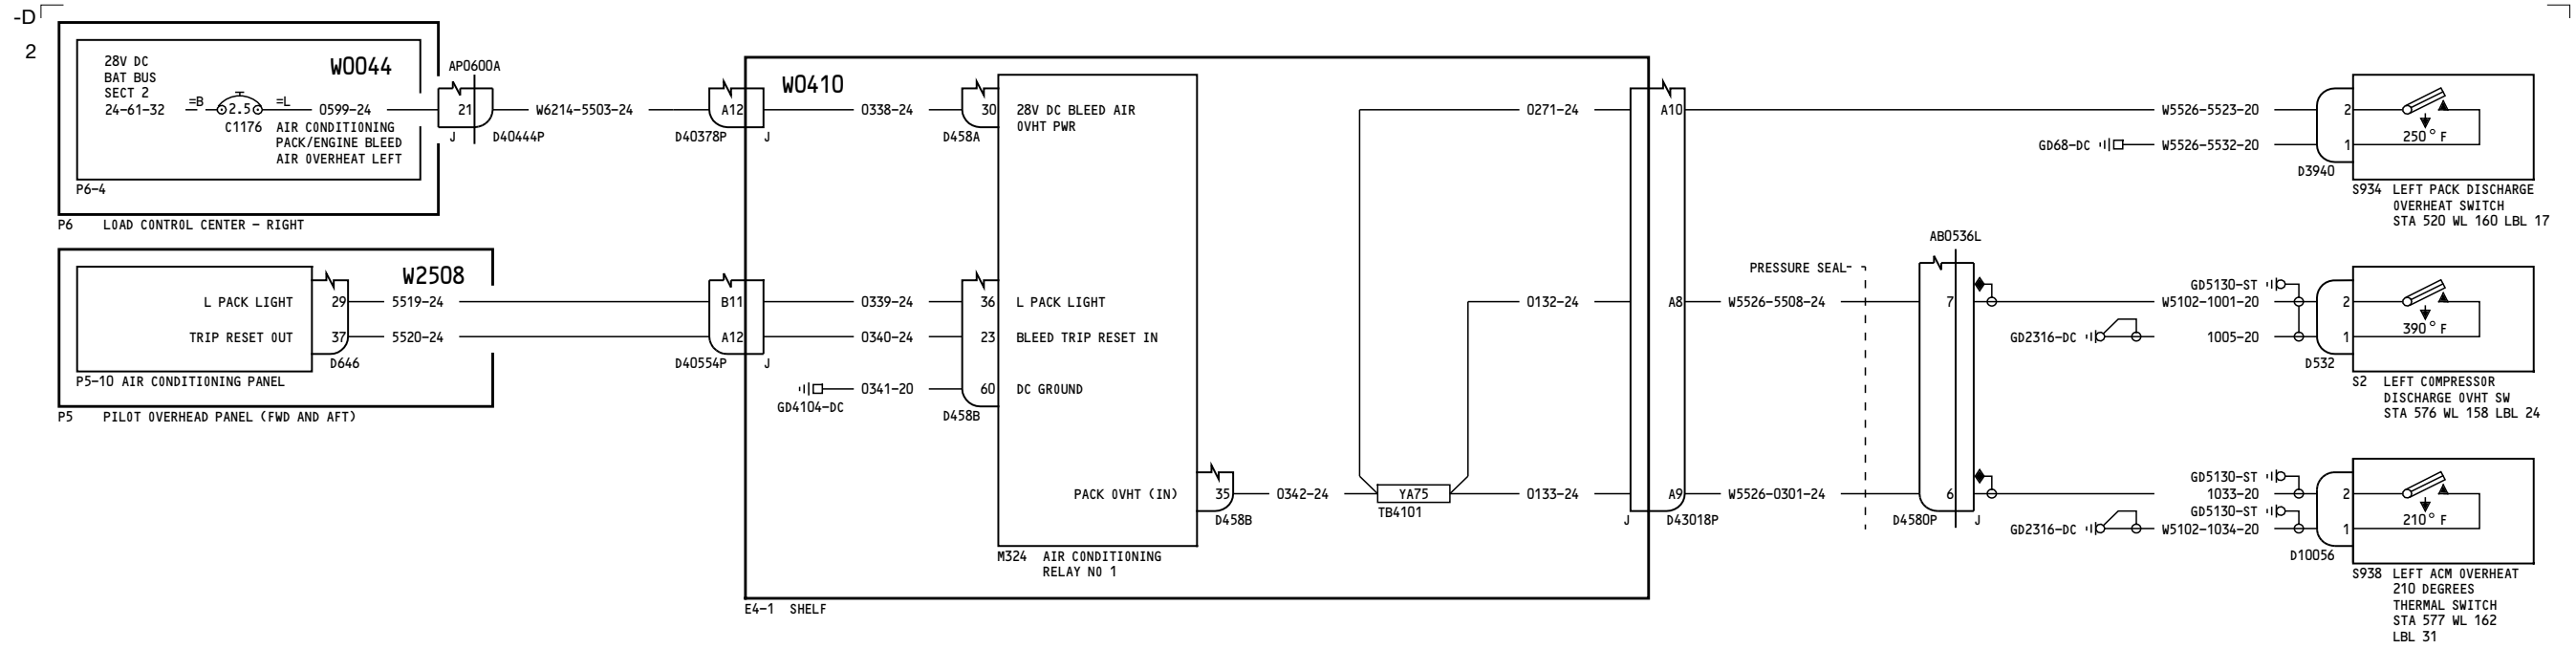 -D
2
28V DC
BAT BUS
SECT 2
24-61-32
=B
2.5
=L
C1176
W0044
0599-24
AIR CONDITIONING
PACK/ENGINE BLEED
AIR OVERHEAT LEFT
P6-4
P6 LOAD CONTROL CENTER - RIGHT
AP0600A
21
J
D40444P
W6214-5503-24
A12
D40378P
J
W0410
0338-24
30
D458A
28V DC BLEED AIR
OVHT PWR
W2508
L PACK LIGHT
29
5519-24
TRIP RESET OUT
37
5520-24
D646
P5-10 AIR CONDITIONING PANEL
P5 PILOT OVERHEAD PANEL (FWD AND AFT)
B11
A12
D40554P
J
0339-24
36
L PACK LIGHT
0340-24
23
BLEED TRIP RESET IN
GD4104-DC
0341-20
60
DC GROUND
D458B
PACK OVHT (IN)
35
D458B
M324 AIR CONDITIONING
RELAY NO 1
E4-1 SHELF
0342-24
YA75
TB4101
0271-24
0132-24
0133-24
A10
A8
A9
J
D43018P
W5526-5508-24
W5526-0301-24
PRESSURE SEAL
AB0536L
7
6
D4580P
J
W5526-5523-20
2
GD68-DC
W5526-5532-20
1
D3940
250° F
S934 LEFT PACK DISCHARGE
OVERHEAT SWITCH
STA 520 WL 160 LBL 17
GD5130-ST
W5102-1001-20
2
GD2316-DC
1005-20
1
D532
390° F
S2 LEFT COMPRESSOR
DISCHARGE OVHT SW
STA 576 WL 158 LBL 24
GD5130-ST
1033-20
2
GD5130-ST
GD2316-DC
W5102-1034-20
1
D10056
210° F
S938 LEFT ACM OVERHEAT
210 DEGREES
THERMAL SWITCH
STA 577 WL 162
LBL 31